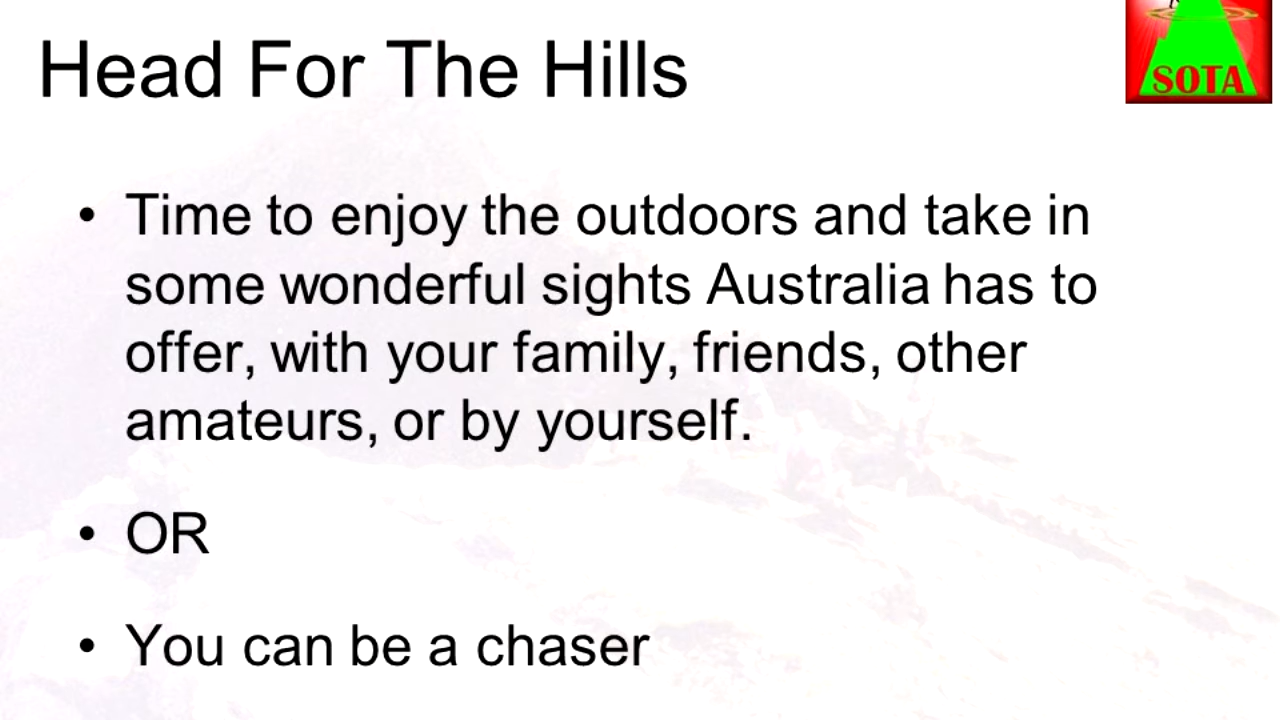 Head For The Hills
SOTA
• Time to enjoy the outdoors and take in
some wonderful sights Australia has to
offer, with your family, friends, other
amateurs, or by yourself.
• OR
• You can be a chaser